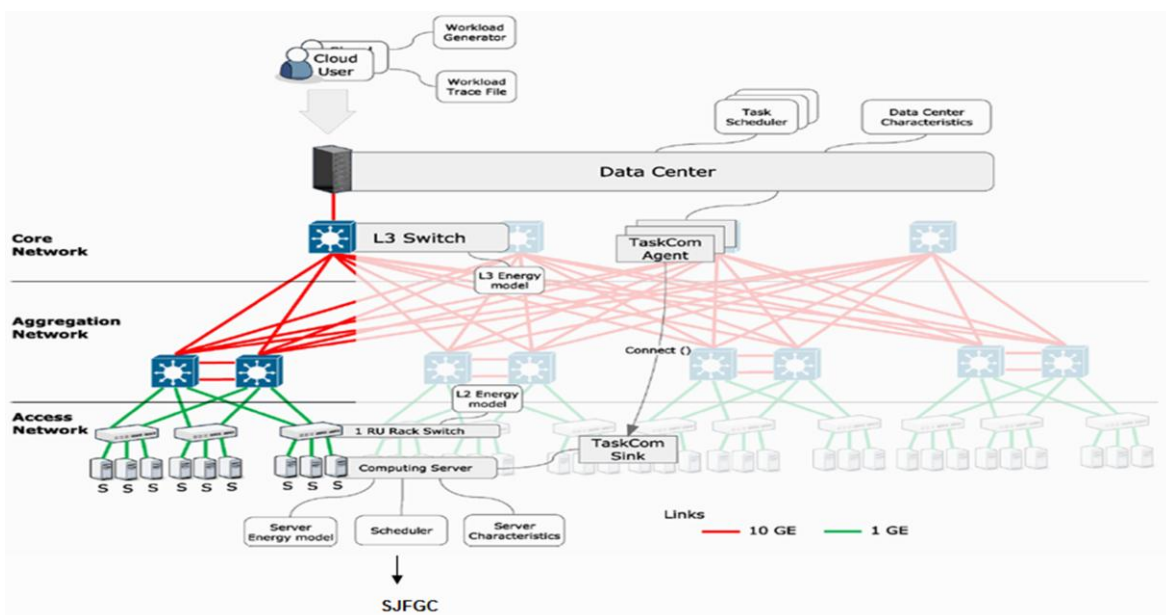 Workload
Generator
Cloud
User
Workload
Trace File
Task
Scheduler
Data Center
Characteristics
Data Center
Core
Network
L3 Switch
TaskCom
Agent
L3 Energy
model
Aggregation
Network
Connect ()
L2 Energy
model
Access
Network
1 RU Rack Switch
TaskCom
Sink
Computing Server
S S S S S S S S S
Server
Energy model
Scheduler
Server
Characteristics
Links
10 GE
1 GE
SJFGC